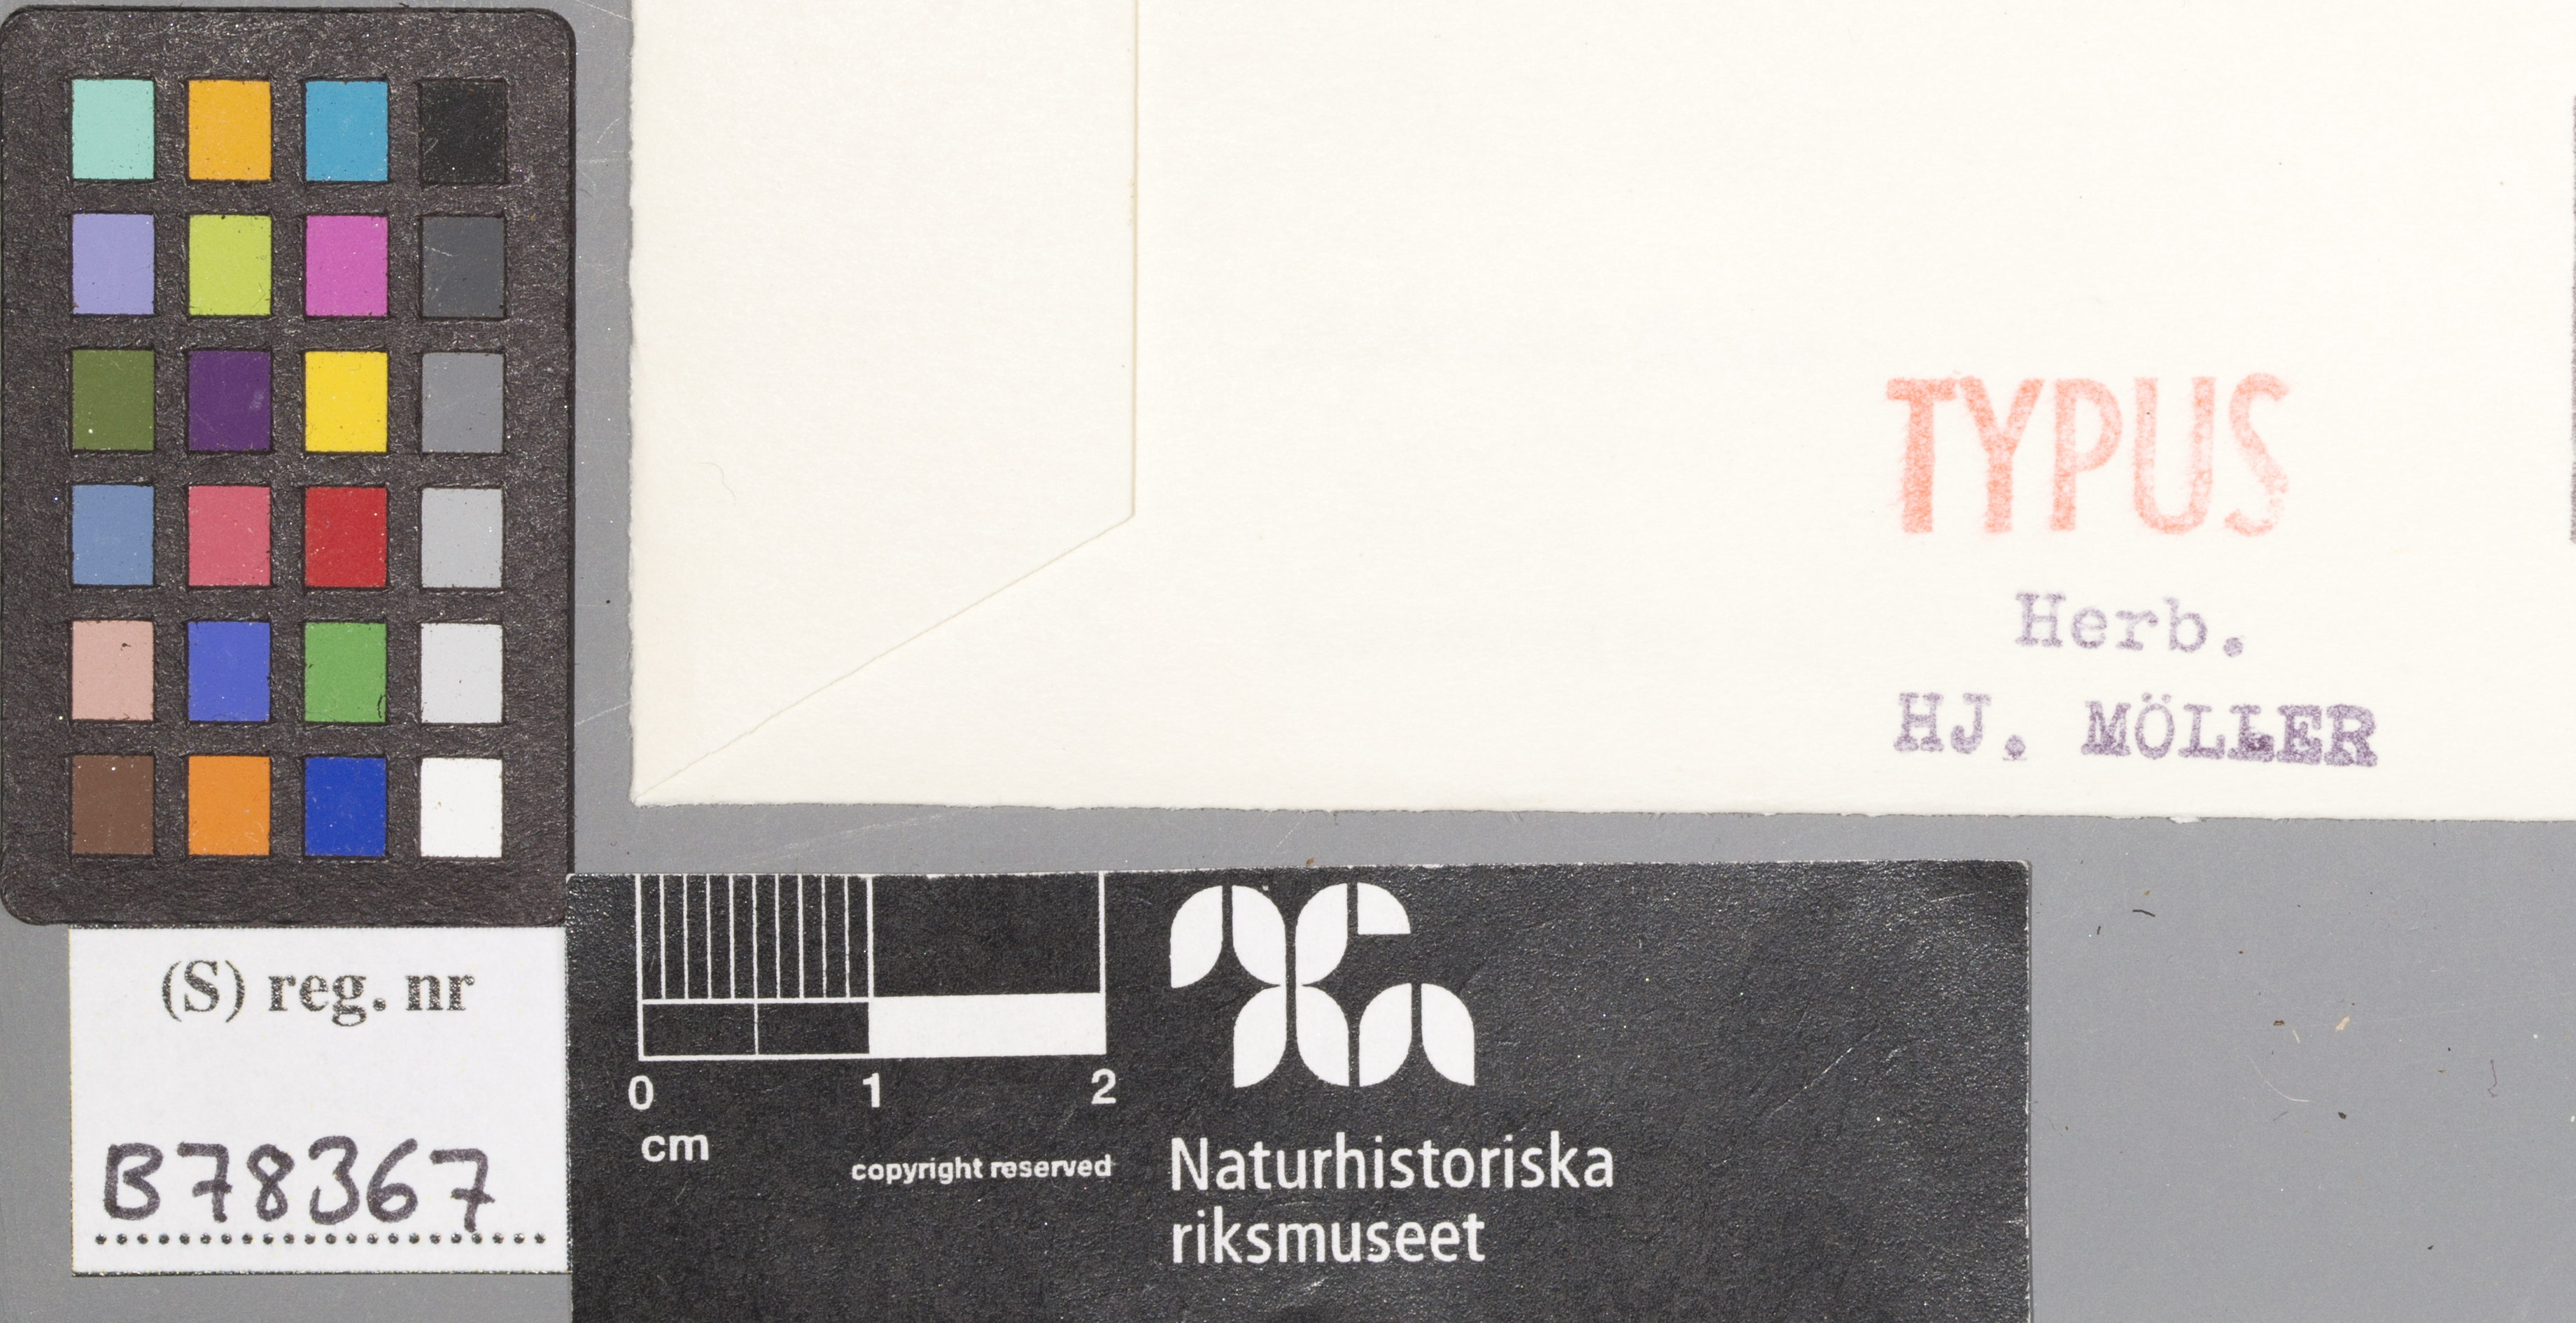 TYPUS
Herb.
HJ. MÖLLER
(S) reg. nr
B78367
0 1 2
cm
copyright reserved
Naturhistoriska
riksmuseet